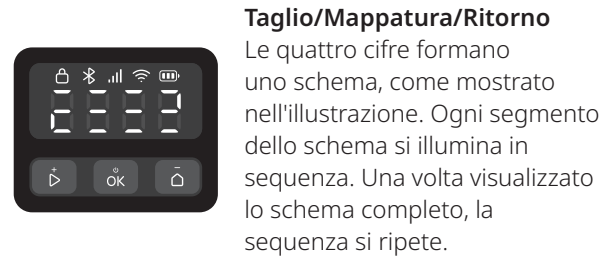 Taglio/Mappatura/Ritorno
Le quattro cifre formano
uno schema, come mostrato
nell'illustrazione. Ogni segmento
dello schema si illumina in
sequenza. Una volta visualizzato
lo schema completo, la
sequenza si ripete.
+ OK -